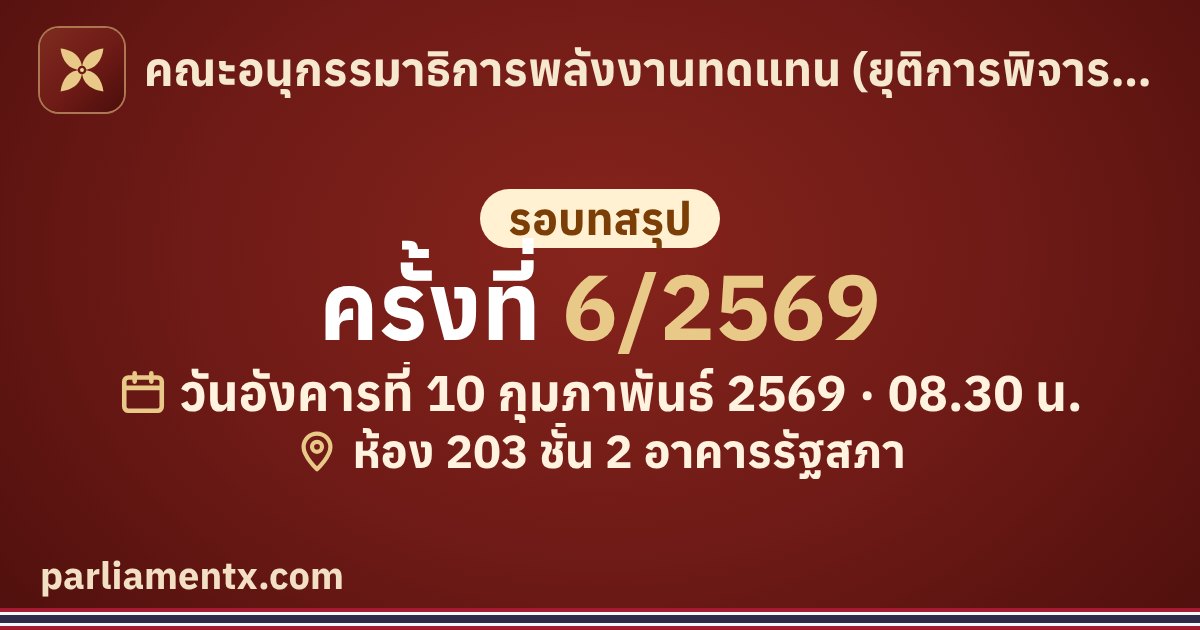 คณะอนุกรรมาธิการพลังงานทดแทน (ยุติการพิจาร...
รอบทสรุป
ครั้งที่ 6/2569
วันอังคารที่ 10 กุมภาพันธ์ 2569 · 08.30 น.
ห้อง 203 ชั้น 2 อาคารรัฐสภา
parliamentx.com